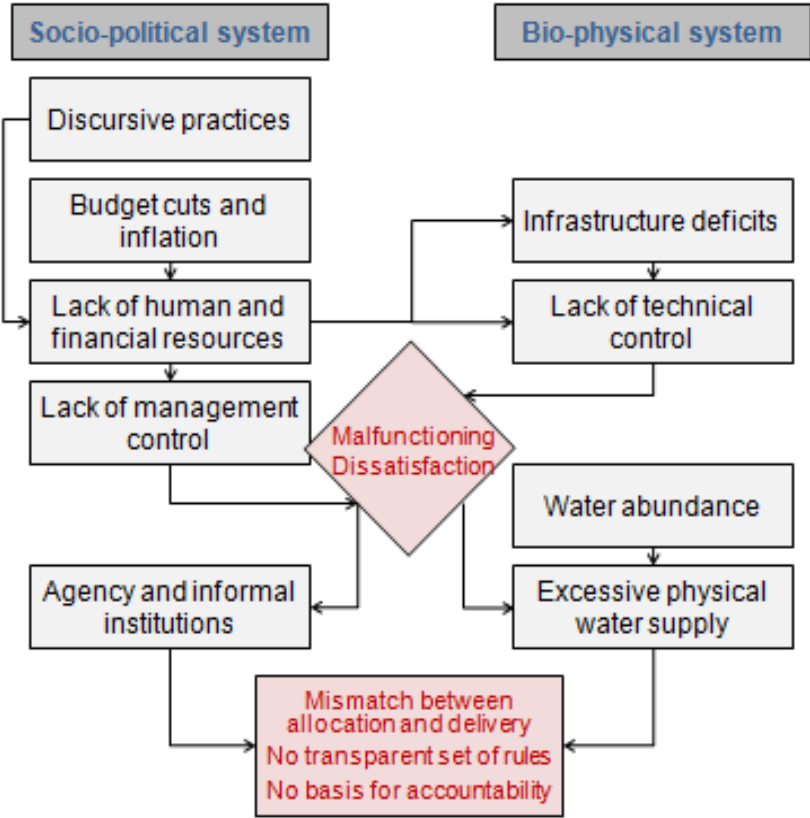 Socio-political system
Bio-physical system
Discursive practices
Budget cuts and
inflation
Infrastructure deficits
Lack of human and
financial resources
Lack of technical
control
Lack of management
control
Malfunctioning
Dissatisfaction
Water abundance
Agency and informal
institutions
Excessive physical
water supply
Mismatch between
allocation and delivery
No transparent set of rules
No basis for accountability